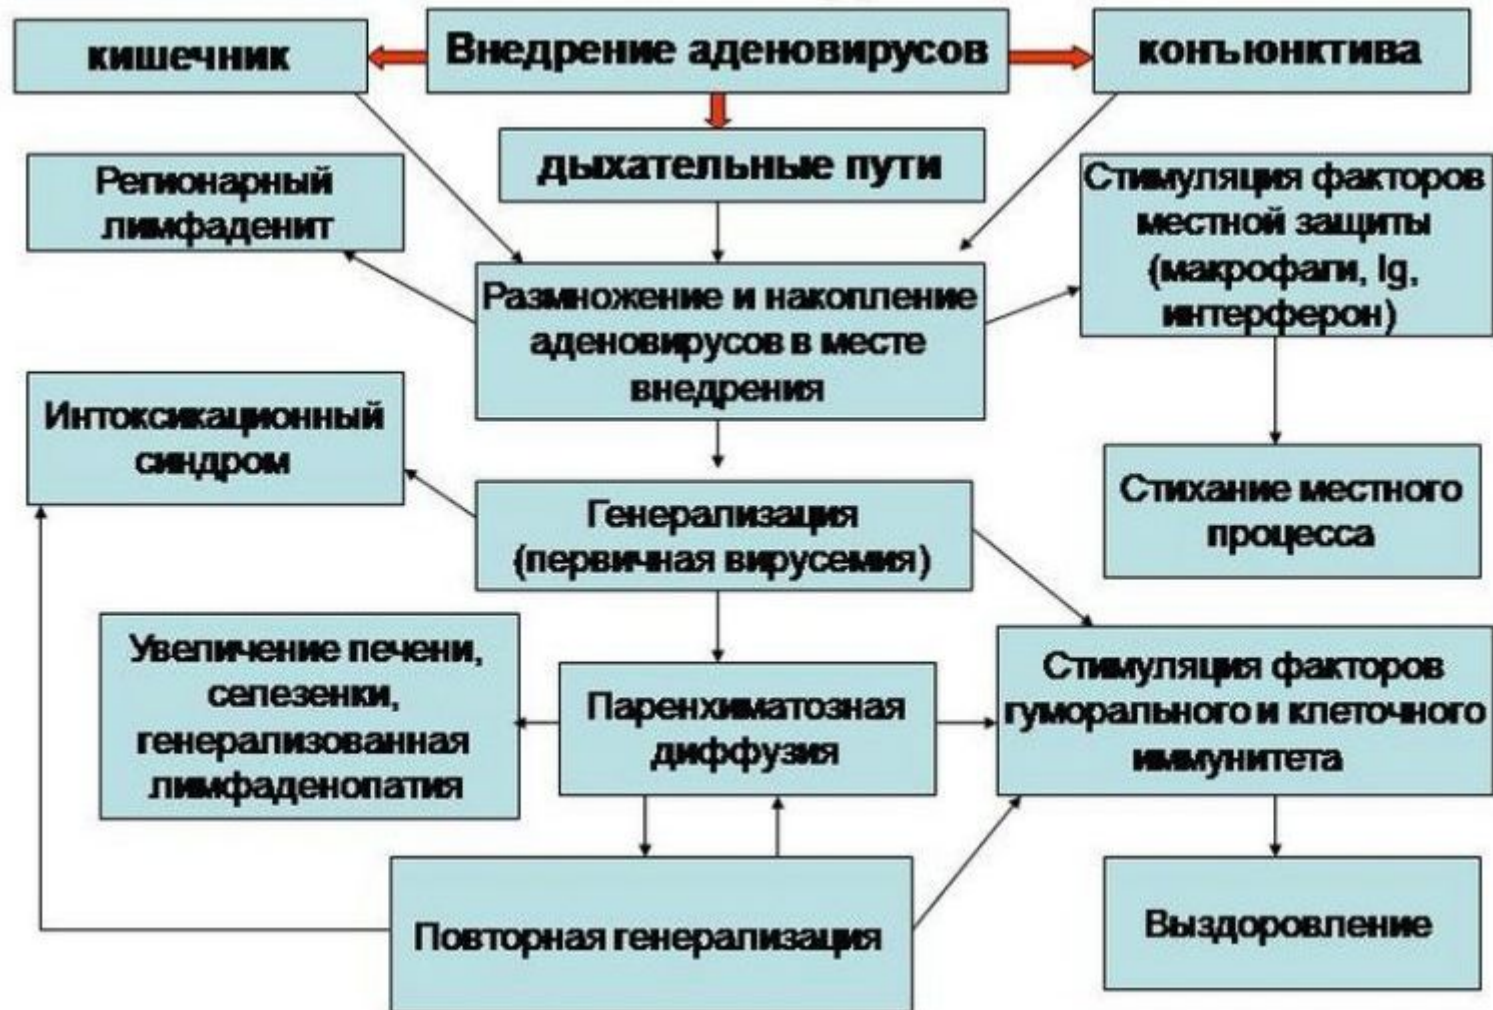 кишечник
Внедрение аденовирусов
конъюнктива
дыхательные пути
Регионарный
лимфаденит
Стимуляция факторов
местной защиты
(макрофаги, Ig,
интерферон)
Размножение и накопление
аденовирусов в месте
внедрения
Интоксикационный
синдром
Стихание местного
процесса
Генерализация
(первичная вирусемия)
Увеличение печени,
селезенки,
генерализованная
лимфаденопатия
Паренхиматозная
диффузия
Стимуляция факторов
гуморального и клеточного
иммунитета
Повторная генерализация
Выздоровление